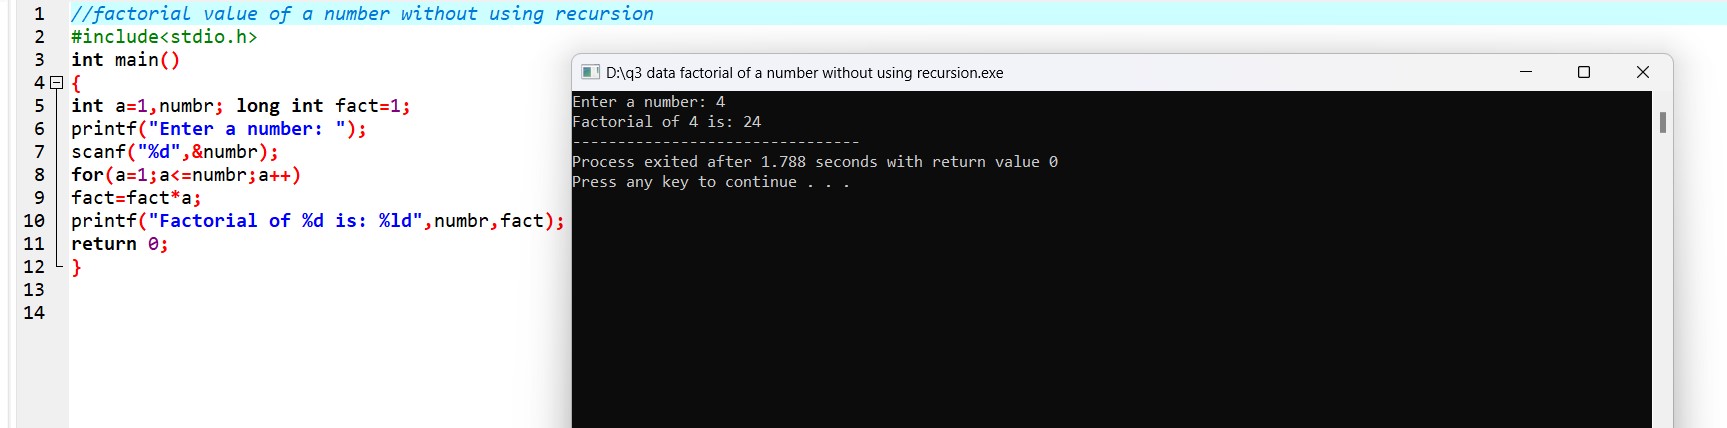 1 //factorial value of a number without using recursion
2 #include<stdio.h>
3 int main()
4 {
5 int a=1,numbr; long int fact=1;
6 printf("Enter a number: ");
7 scanf("%d",&numbr);
8 for(a=1;a<=numbr;a++)
9 fact=fact*a;
10 printf("Factorial of %d is: %ld",numbr,fact);
11 return 0;
12 }
13
14
D:\q3 data factorial of a number without using recursion.exe
Enter a number: 4
Factorial of 4 is: 24
--------------------------------
Process exited after 1.788 seconds with return value 0
Press any key to continue . . .